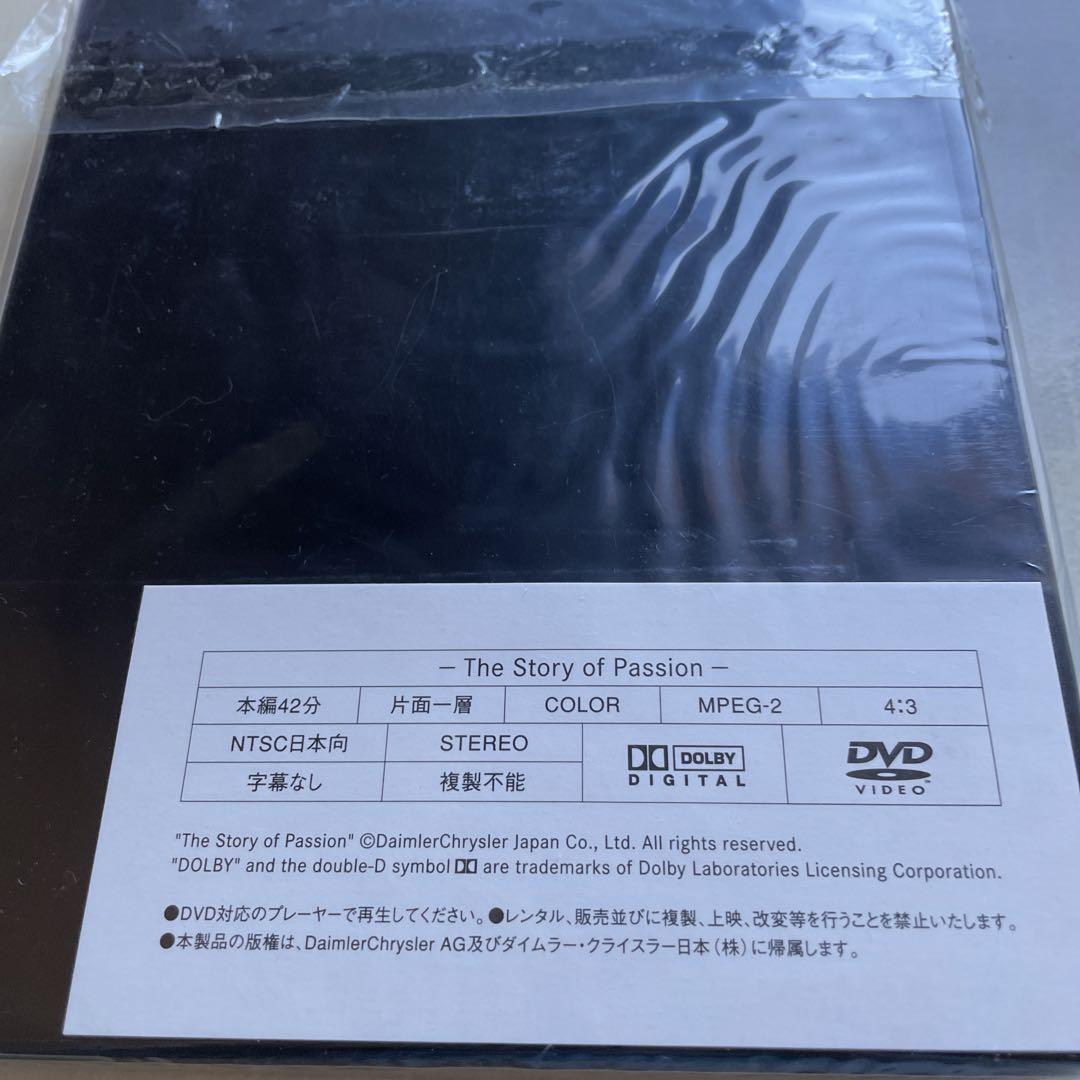 – The Story of Passion –
本編42分 片面一層 COLOR MPEG-2 4:3
NTSC日本向 STEREO
字幕なし 複製不能
DOLBY
DIGITAL
DVD
VIDEO™
"The Story of Passion" ©DaimlerChrysler Japan Co., Ltd. All rights reserved.
"DOLBY" and the double-D symbol are trademarks of Dolby Laboratories Licensing Corporation.
●DVD対応のプレーヤーで再生してください。●レンタル、販売並びに複製、上映、改変等を行うことを禁止いたします。
●本製品の版権は、DaimlerChrysler AG及びダイムラー・クライスラー日本(株)に帰属します。